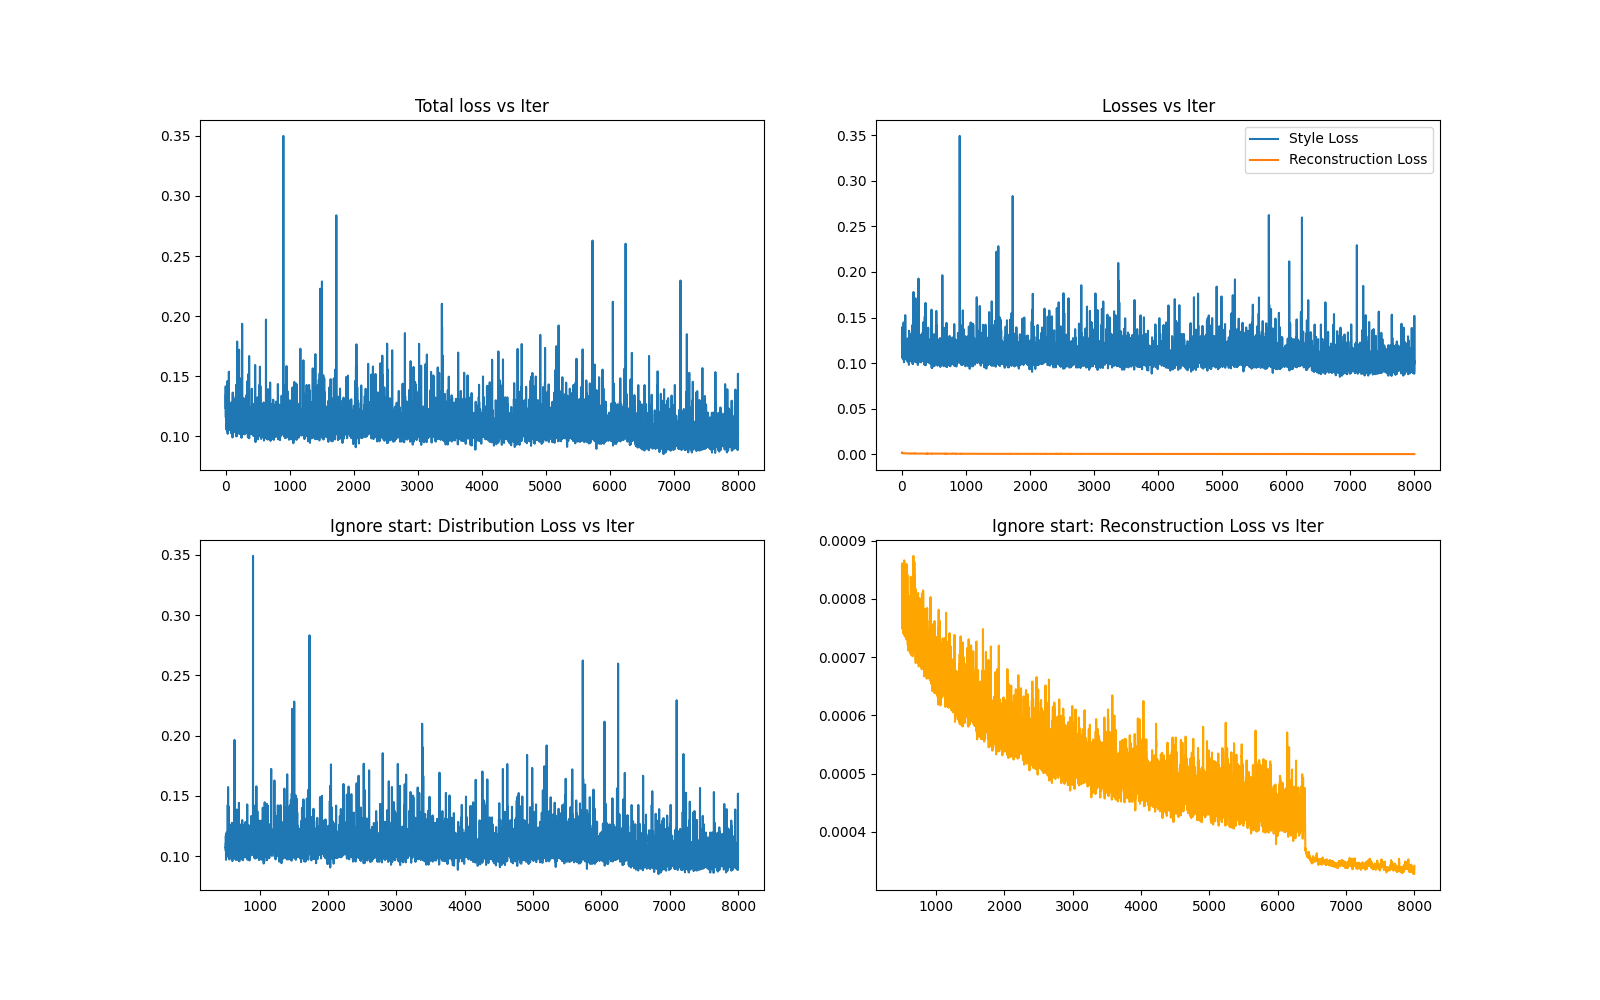 Total loss vs Iter
0.35
0.30
0.25
0.20
0.15
0.10
0 1000 2000 3000 4000 5000 6000 7000 8000
Losses vs Iter
Style Loss
Reconstruction Loss
0.35
0.30
0.25
0.20
0.15
0.10
0.05
0.00
0 1000 2000 3000 4000 5000 6000 7000 8000
Ignore start: Distribution Loss vs Iter
0.35
0.30
0.25
0.20
0.15
0.10
1000 2000 3000 4000 5000 6000 7000 8000
Ignore start: Reconstruction Loss vs Iter
0.0009
0.0008
0.0007
0.0006
0.0005
0.0004
1000 2000 3000 4000 5000 6000 7000 8000